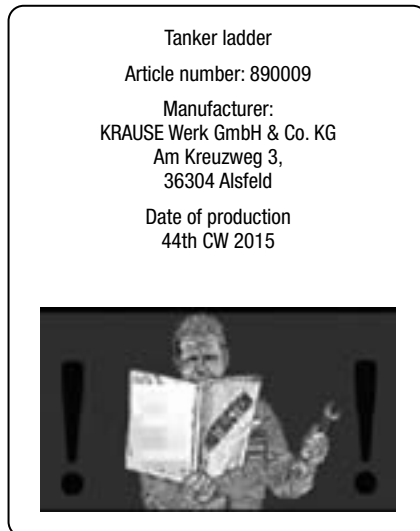 Tanker ladder
Article number: 890009
Manufacturer:
KRAUSE Werk GmbH & Co. KG
Am Kreuzweg 3,
36304 Alsfeld
Date of production
44th CW 2015
! !